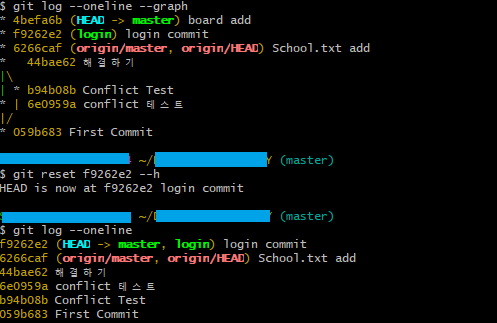 $ git log --oneline --graph
* 4befa6b (HEAD -> master) board add
* f9262e2 (login) login commit
* 6266caf (origin/master, origin/HEAD) School.txt add
*   44bae62 해결하기
|\
| * b94b08b Conflict Test
* | 6e0959a conflict 테스트
|/
* 059b683 First Commit
~/ Y (master)
$ git reset f9262e2 --h
HEAD is now at f9262e2 login commit
~/ Y (master)
$ git log --oneline
f9262e2 (HEAD -> master, login) login commit
6266caf (origin/master, origin/HEAD) School.txt add
44bae62 해결하기
6e0959a conflict 테스트
b94b08b Conflict Test
059b683 First Commit